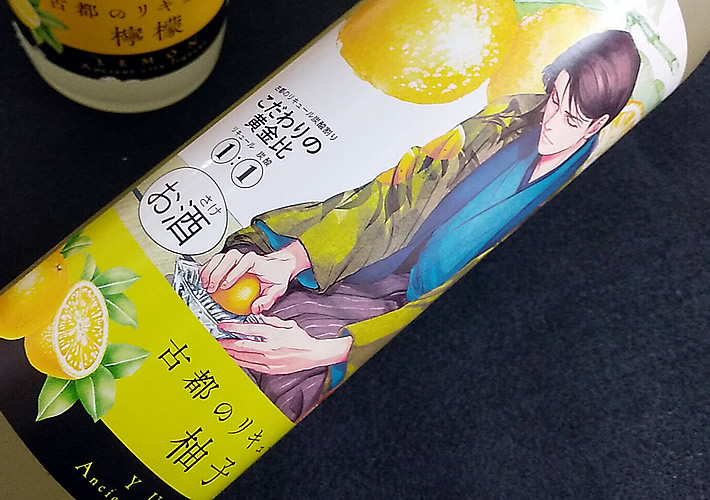 古都のリキュ
檸檬
LEMON
古都のリキュール炭酸割り
こだわりの
黄金比
リキュール 炭酸
1:1
さけ
お酒
古都のリキュ
柚子
YU
Ancie